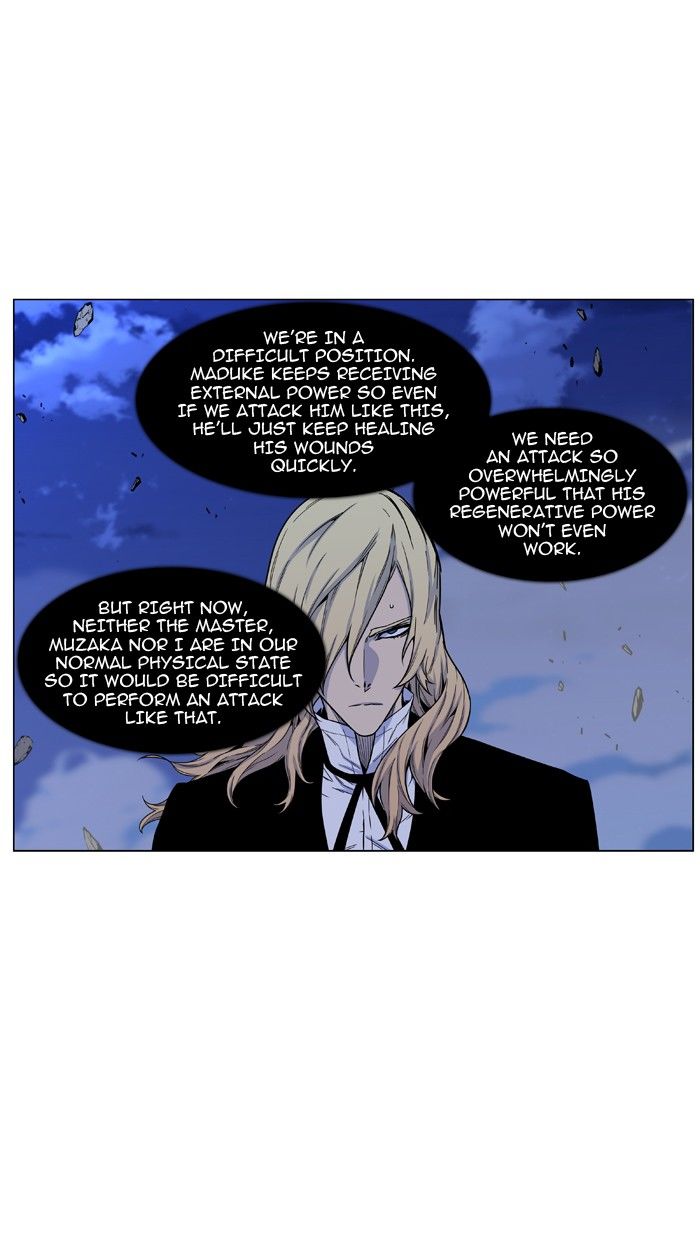 WE'RE IN A
DIFFICULT POSITION.
MADUKE KEEPS RECEIVING
EXTERNAL POWER SO EVEN
IF WE ATTACK HIM LIKE THIS,
HE'LL JUST KEEP HEALING
HIS WOUNDS
QUICKLY.
WE NEED
AN ATTACK SO
OVERWHELMINGLY
POWERFUL THAT HIS
REGENERATIVE POWER
WON'T EVEN
WORK.
BUT RIGHT NOW,
NEITHER THE MASTER,
MUZAKA NOR I ARE IN OUR
NORMAL PHYSICAL STATE
SO IT WOULD BE DIFFICULT
TO PERFORM AN ATTACK
LIKE THAT.